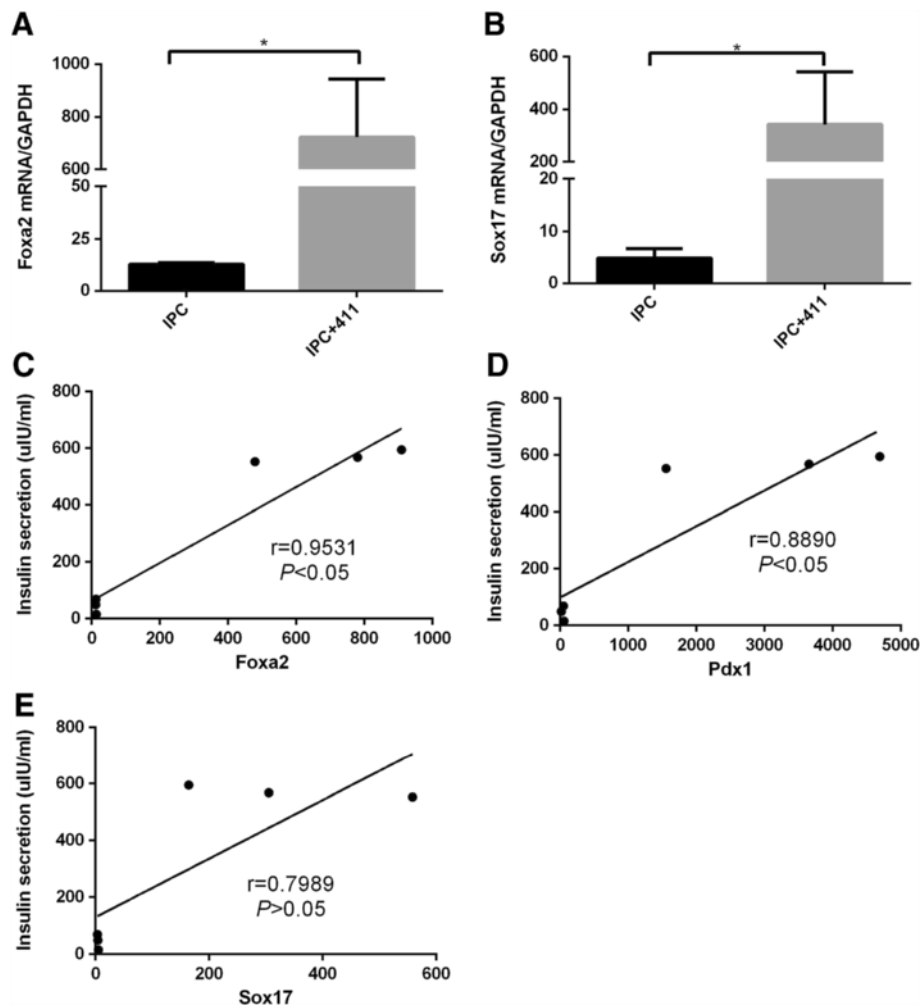 A
*
Foxa2 mRNA/GAPDH
1000
800
600
50
25
0
IPC
IPC+411
B
*
Sox17 mRNA/GAPDH
600
400
200
20
15
10
5
0
IPC
IPC+411
C
Insulin secretion (uIU/ml)
800
600
400
200
0
r=0.9531
P<0.05
0 200 400 600 800 1000
Foxa2
D
Insulin secretion (uIU/ml)
800
600
400
200
0
r=0.8890
P<0.05
0 1000 2000 3000 4000 5000
Pdx1
E
Insulin secretion (uIU/ml)
800
600
400
200
0
r=0.7989
P>0.05
0 200 400 600
Sox17